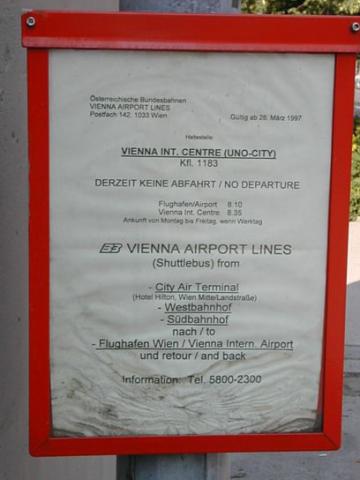 Österreichische Bundesbahnen
VIENNA AIRPORT LINES
Postfach 142, 1033 Wien
Gültig ab 28. März 1997
Haltestelle:
VIENNA INT. CENTRE (UNO-CITY)
Kfl. 1183
DERZEIT KEINE ABFAHRT / NO DEPARTURE
Flughafen/Airport 8.10
Vienna Int. Centre 8.35
Ankunft von Montag bis Freitag, wenn Werktag
VIENNA AIRPORT LINES
(Shuttlebus) from
- City Air Terminal
(Hotel Hilton, Wien Mitte/Landstraße)
- Westbahnhof
- Südbahnhof
nach / to
- Flughafen Wien / Vienna Intern. Airport
und retour / and back
Information: Tel. 5800-2300